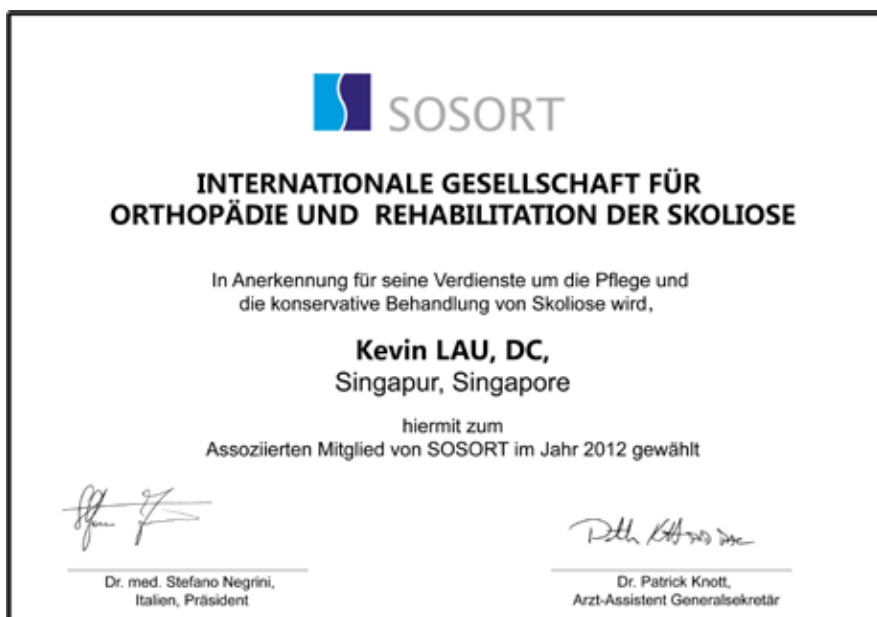 SOSORT
INTERNATIONALE GESELLSCHAFT FÜR
ORTHOPÄDIE UND REHABILITATION DER SKOLIOSE
In Anerkennung für seine Verdienste um die Pflege und
die konservative Behandlung von Skoliose wird,
Kevin LAU, DC,
Singapur, Singapore
hiermit zum
Assoziierten Mitglied von SOSORT im Jahr 2012 gewählt
Dr. med. Stefano Negrini,
Italien, Präsident
Dr. Patrick Knott,
Arzt-Assistent Generalsekretär